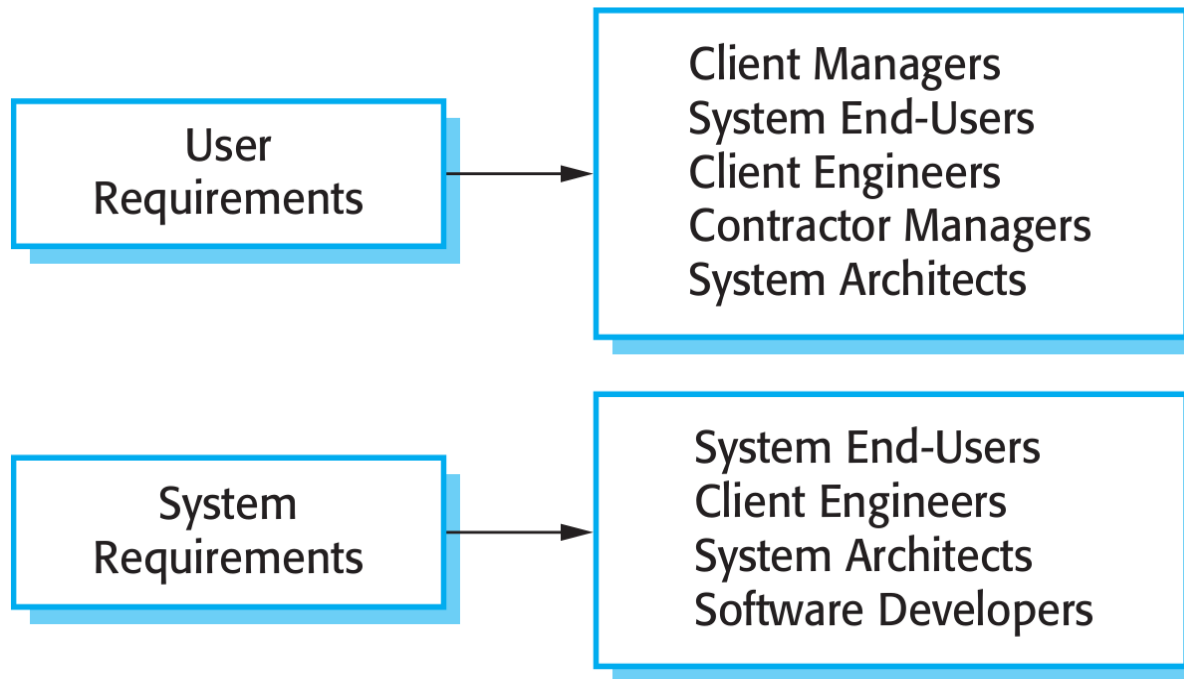 User
Requirements
Client Managers
System End-Users
Client Engineers
Contractor Managers
System Architects
System
Requirements
System End-Users
Client Engineers
System Architects
Software Developers